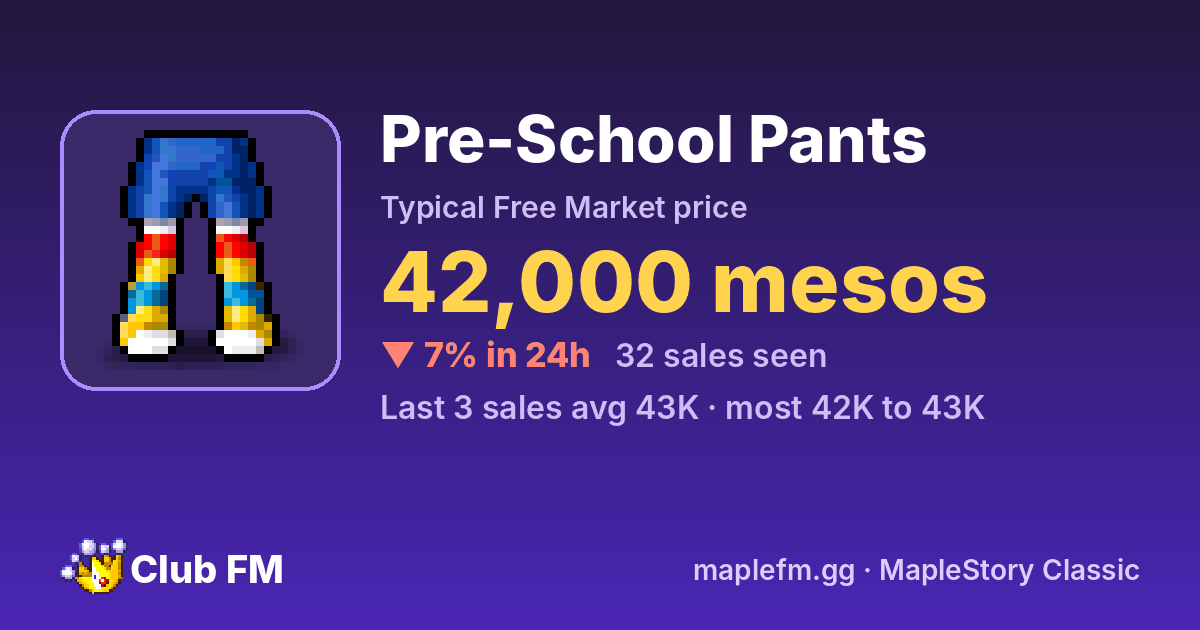 Pre-School Pants
Typical Free Market price
42,000 mesos
▼ 7% in 24h 32 sales seen
Last 3 sales avg 43K · most 42K to 43K
Club FM
maplefm.gg · MapleStory Classic